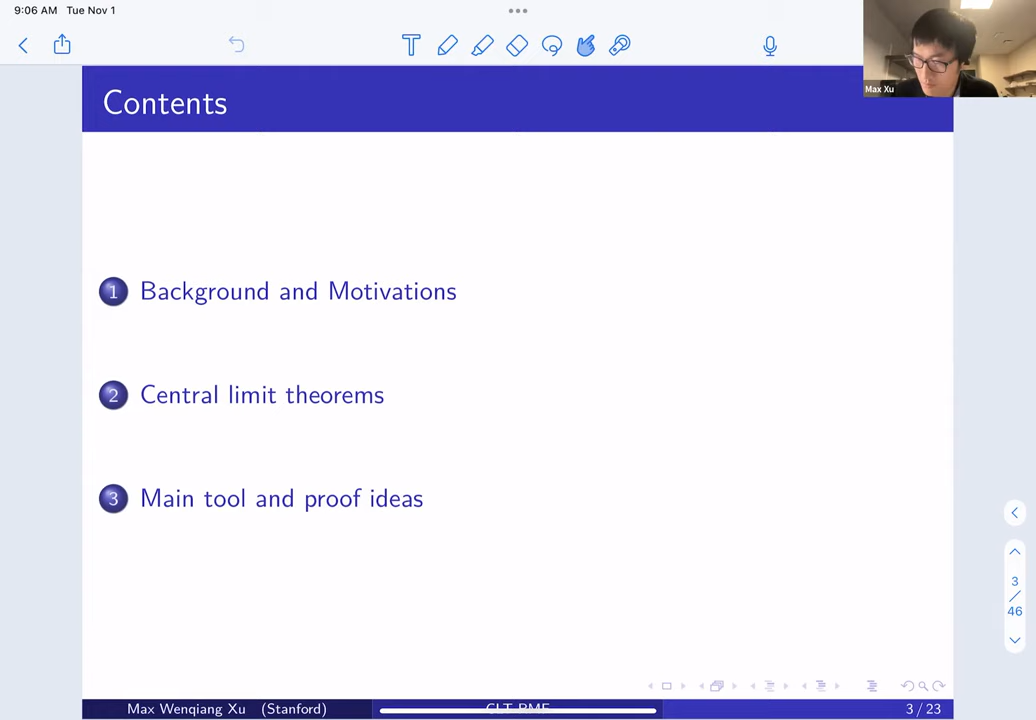 9:06 AM Tue Nov 1
T
Max Xu
Contents
1 Background and Motivations
2 Central limit theorems
3 Main tool and proof ideas
3
/
46
Max Wenqiang Xu (Stanford)
CLT RMF
3 / 23